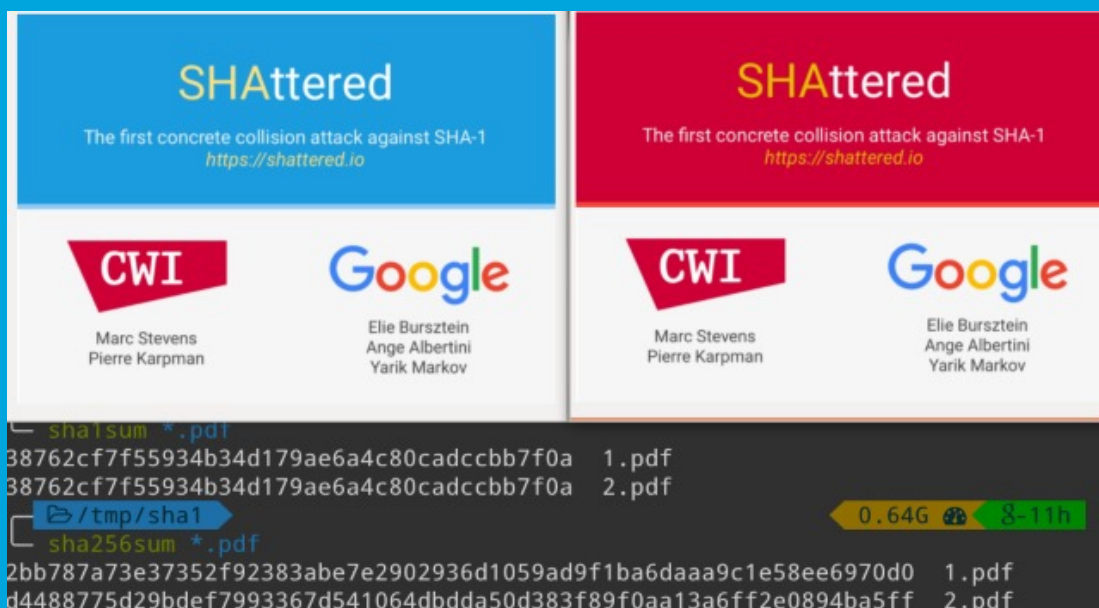 SHAttered
The first concrete collision attack against SHA-1
https://shattered.io
CWI
Marc Stevens
Pierre Karpman
Google
Elie Bursztein
Ange Albertini
Yarik Markov
SHAttered
The first concrete collision attack against SHA-1
https://shattered.io
CWI
Marc Stevens
Pierre Karpman
Google
Elie Bursztein
Ange Albertini
Yarik Markov
sha1sum *.pdf
38762cf7f55934b34d179ae6a4c80cadccbb7f0a 1.pdf
38762cf7f55934b34d179ae6a4c80cadccbb7f0a 2.pdf
/tmp/sha1 0.64G 8-11h
sha256sum *.pdf
2bb787a73e37352f92383abe7e2902936d1059ad9f1ba6daaa9c1e58ee6970d0 1.pdf
d4488775d29bdef7993367d541064dbdda50d383f89f0aa13a6ff2e0894ba5ff 2.pdf